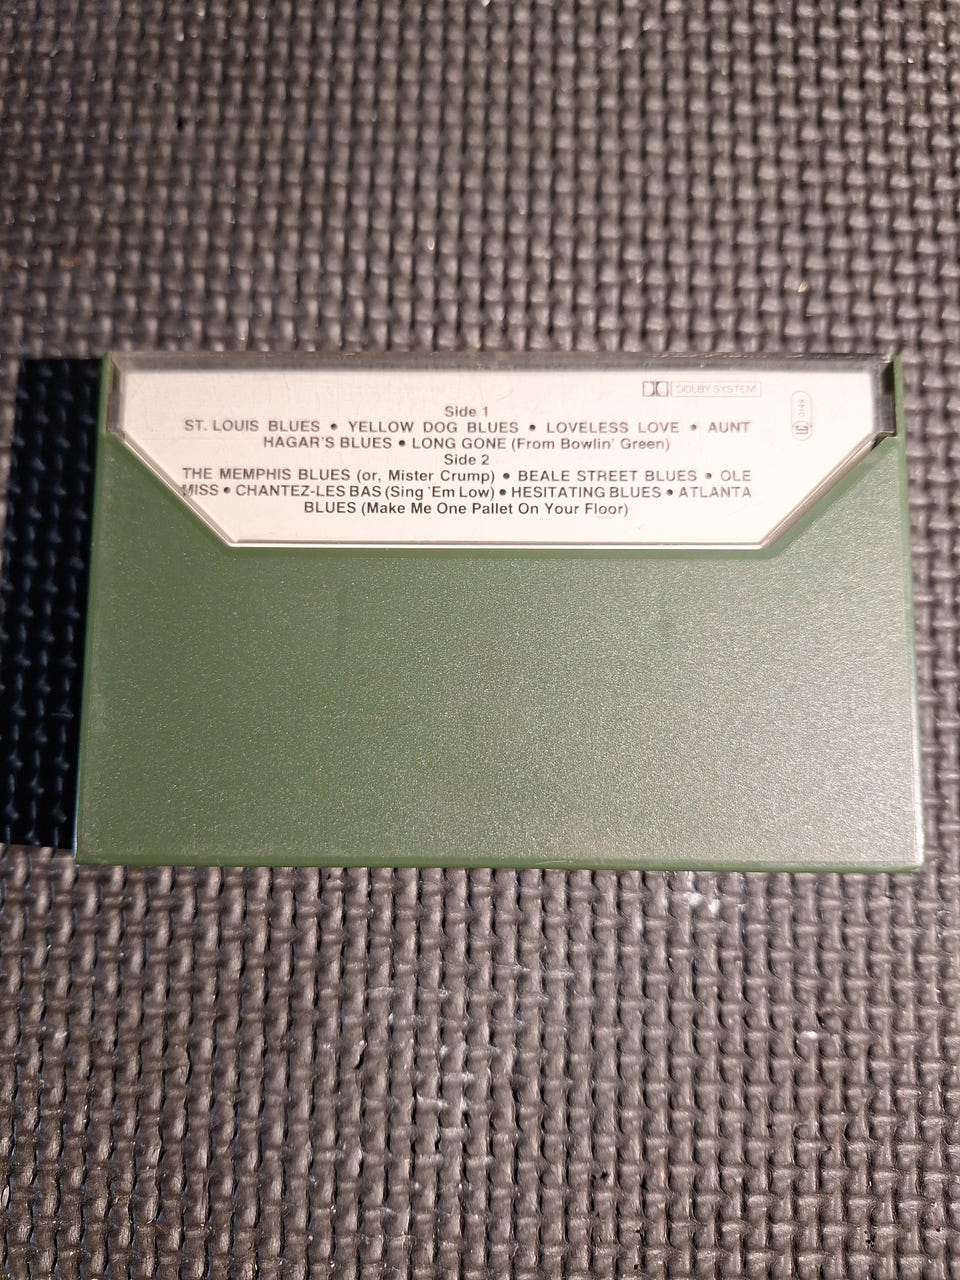 DOLBY SYSTEM
Side 1
ST. LOUIS BLUES • YELLOW DOG BLUES • LOVELESS LOVE • AUNT
HAGAR'S BLUES • LONG GONE (From Bowlin' Green)
Side 2
THE MEMPHIS BLUES (or, Mister Crump) • BEALE STREET BLUES • OLE
MISS • CHANTEZ-LES BAS (Sing 'Em Low) • HESITATING BLUES • ATLANTA
BLUES (Make Me One Pallet On Your Floor)